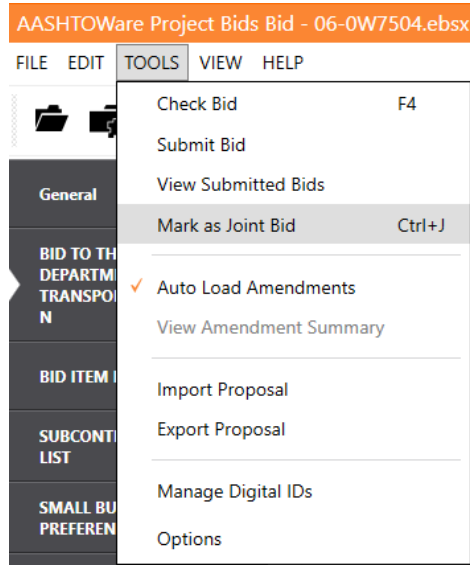 AASHTOWare Project Bids Bid - 06-0W7504.ebsx
FILE EDIT TOOLS VIEW HELP
Check Bid F4
Submit Bid
View Submitted Bids
Mark as Joint Bid Ctrl+J
Auto Load Amendments
View Amendment Summary
Import Proposal
Export Proposal
Manage Digital IDs
Options
General
BID TO TH
DEPARTM
TRANSPO
N
BID ITEM
SUBCONT
LIST
SMALL BU
PREFEREN